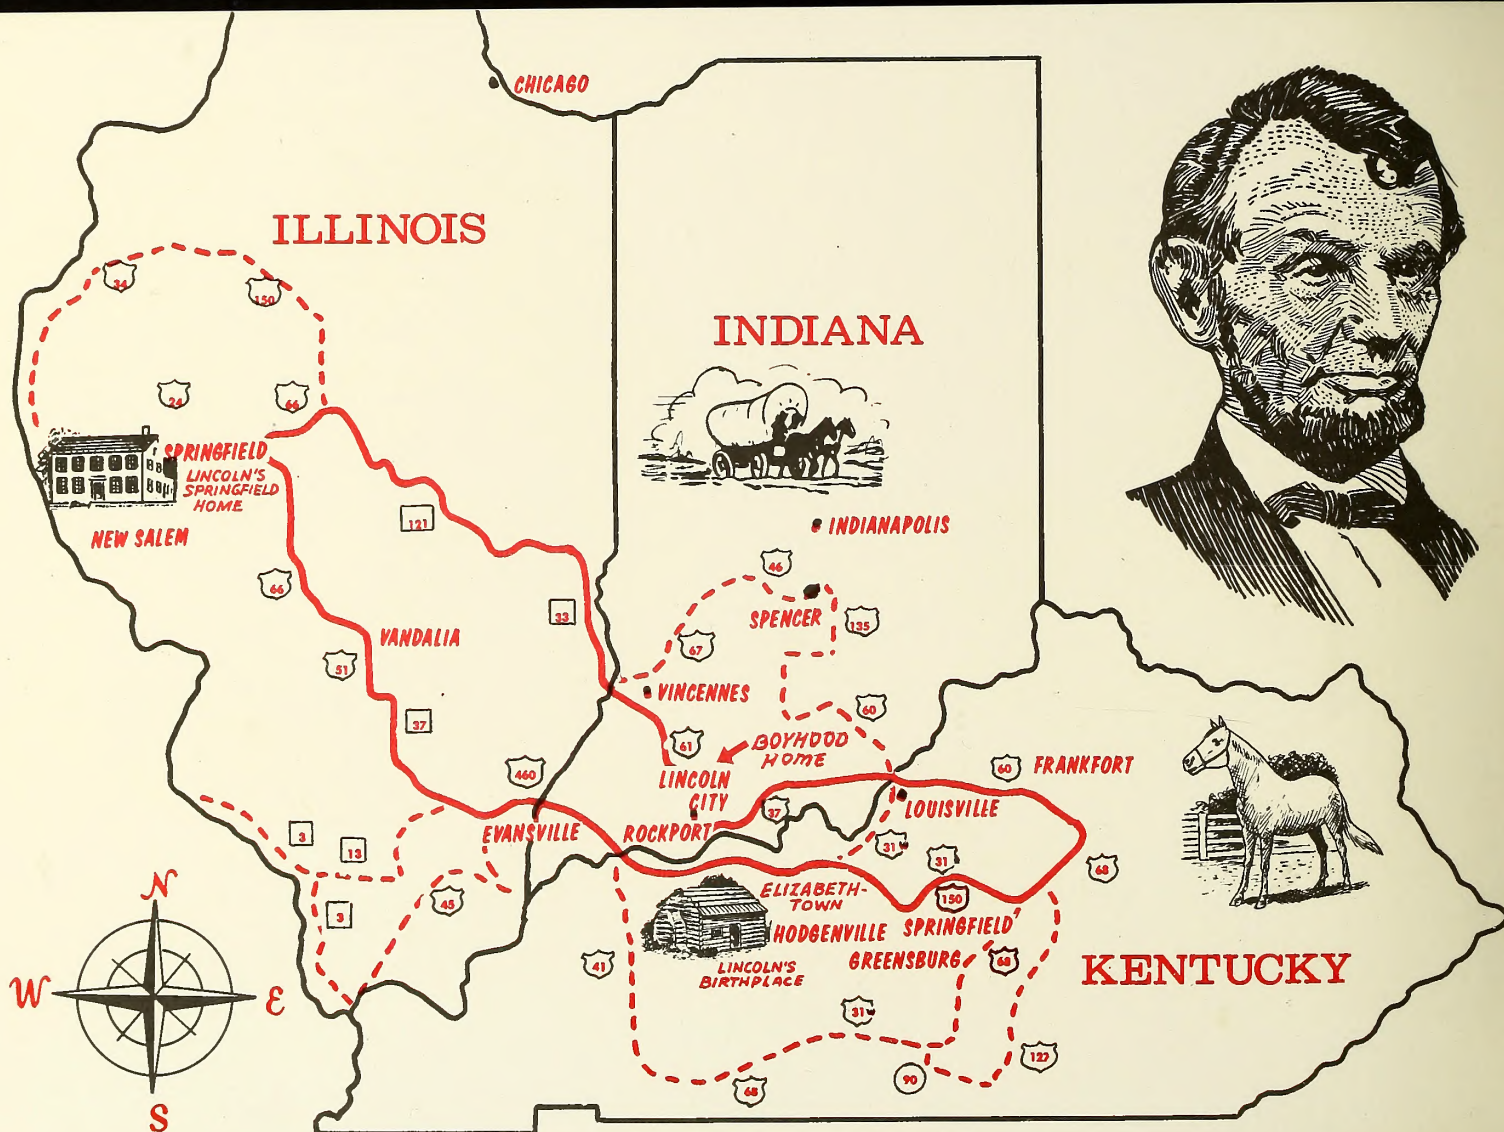 CHICAGO
ILLINOIS
34
150
INDIANA
24
66
SPRINGFIELD
LINCOLN'S
SPRINGFIELD
HOME
NEW SALEM
121
INDIANAPOLIS
46
66
33
SPENCER
135
VANDALIA
67
51
VINCENNES
37
60
61
BOYHOOD
HOME
460
LINCOLN
CITY
60
FRANKFORT
37
LOUISVILLE
EVANSVILLE
ROCKPORT
3
13
31W
31
68
ELIZABETH-
TOWN
150
45
3
HODGENVILLE
SPRINGFIELD
GREENSBURG
68
41
LINCOLN'S
BIRTHPLACE
KENTUCKY
31W
127
90
68
N
W
E
S